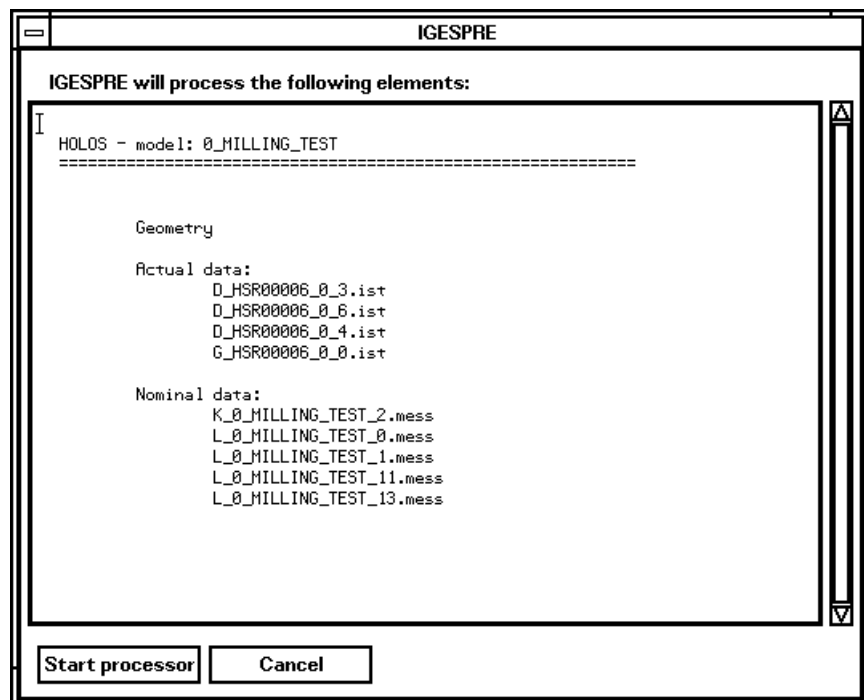 IGESPRE
IGESPRE will process the following elements:
HOLOS - model: 0_MILLING_TEST
============================================================
Geometry
Actual data:
D_HSR00006_0_3.ist
D_HSR00006_0_6.ist
D_HSR00006_0_4.ist
G_HSR00006_0_0.ist
Nominal data:
K_0_MILLING_TEST_2.mess
L_0_MILLING_TEST_0.mess
L_0_MILLING_TEST_1.mess
L_0_MILLING_TEST_11.mess
L_0_MILLING_TEST_13.mess
Start processor Cancel